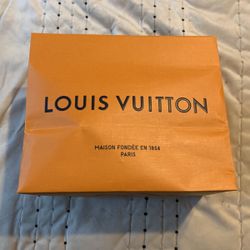 LOUIS VUITTON
MAISON FONDÉE EN 1854
PARIS